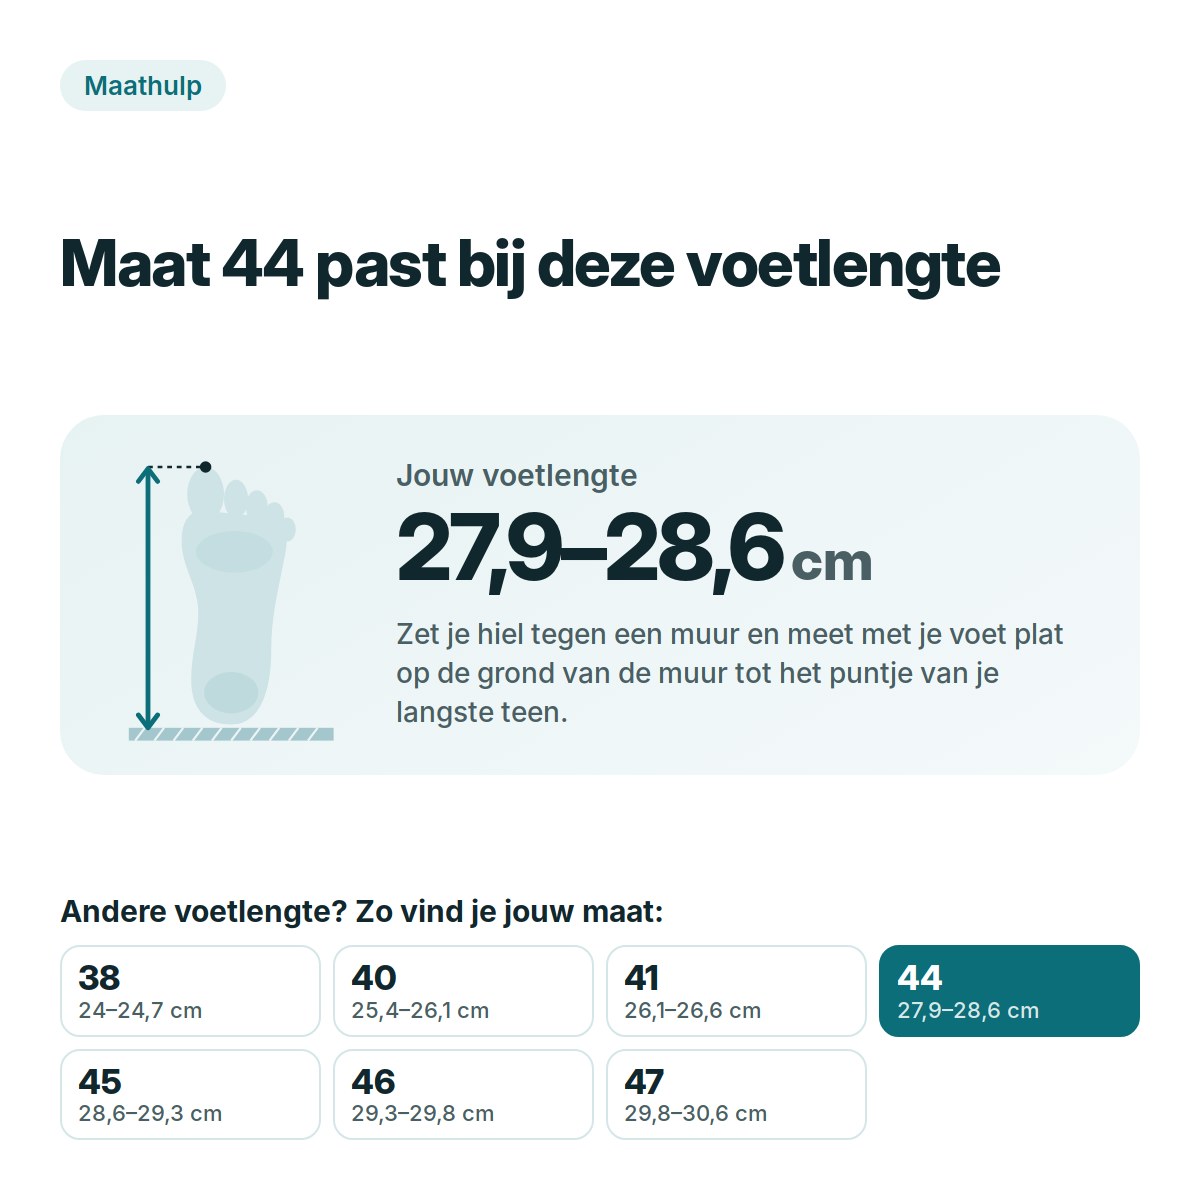 Maathulp
Maat 44 past bij deze voetlengte
Jouw voetlengte
27,9–28,6 cm
Zet je hiel tegen een muur en meet met je voet plat
op de grond van de muur tot het puntje van je
langste teen.
Andere voetlengte? Zo vind je jouw maat:
38
24–24,7 cm
40
25,4–26,1 cm
41
26,1–26,6 cm
44
27,9–28,6 cm
45
28,6–29,3 cm
46
29,3–29,8 cm
47
29,8–30,6 cm